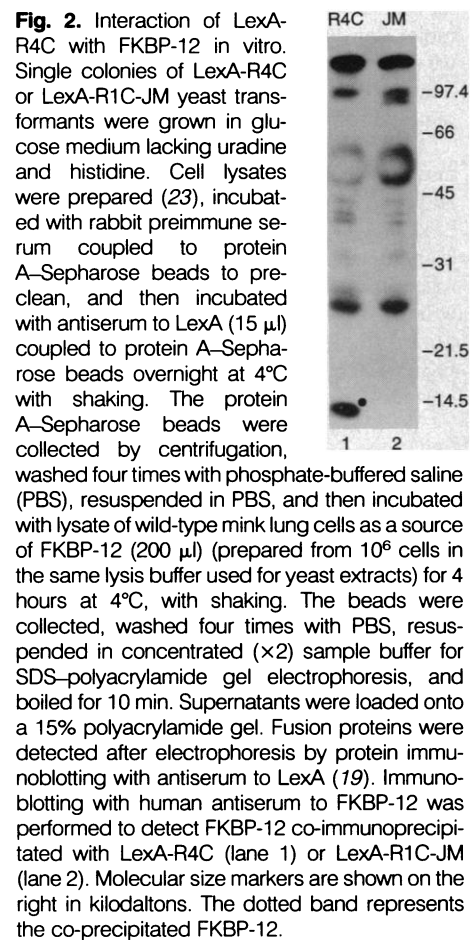 Fig. 2. Interaction of LexA-
R4C with FKBP-12 in vitro.
Single colonies of LexA-R4C
or LexA-R1C-JM yeast trans-
formants were grown in glu-
cose medium lacking uradine
and histidine. Cell lysates
were prepared (23), incubat-
ed with rabbit preimmune se-
rum coupled to protein
A–Sepharose beads to pre-
clean, and then incubated
with antiserum to LexA (15 μl)
coupled to protein A–Sepha-
rose beads overnight at 4°C
with shaking. The protein
A–Sepharose beads were
collected by centrifugation,
washed four times with phosphate-buffered saline
(PBS), resuspended in PBS, and then incubated
with lysate of wild-type mink lung cells as a source
of FKBP-12 (200 μl) (prepared from 10⁶ cells in
the same lysis buffer used for yeast extracts) for 4
hours at 4°C, with shaking. The beads were
collected, washed four times with PBS, resus-
pended in concentrated (×2) sample buffer for
SDS–polyacrylamide gel electrophoresis, and
boiled for 10 min. Supernatants were loaded onto
a 15% polyacrylamide gel. Fusion proteins were
detected after electrophoresis by protein immu-
noblotting with antiserum to LexA (19). Immuno-
blotting with human antiserum to FKBP-12 was
performed to detect FKBP-12 co-immunoprecipi-
tated with LexA-R4C (lane 1) or LexA-R1C-JM
(lane 2). Molecular size markers are shown on the
right in kilodaltons. The dotted band represents
the co-precipitated FKBP-12.
R4C JM
–97.4
–66
–45
–31
–21.5
–14.5
1 2